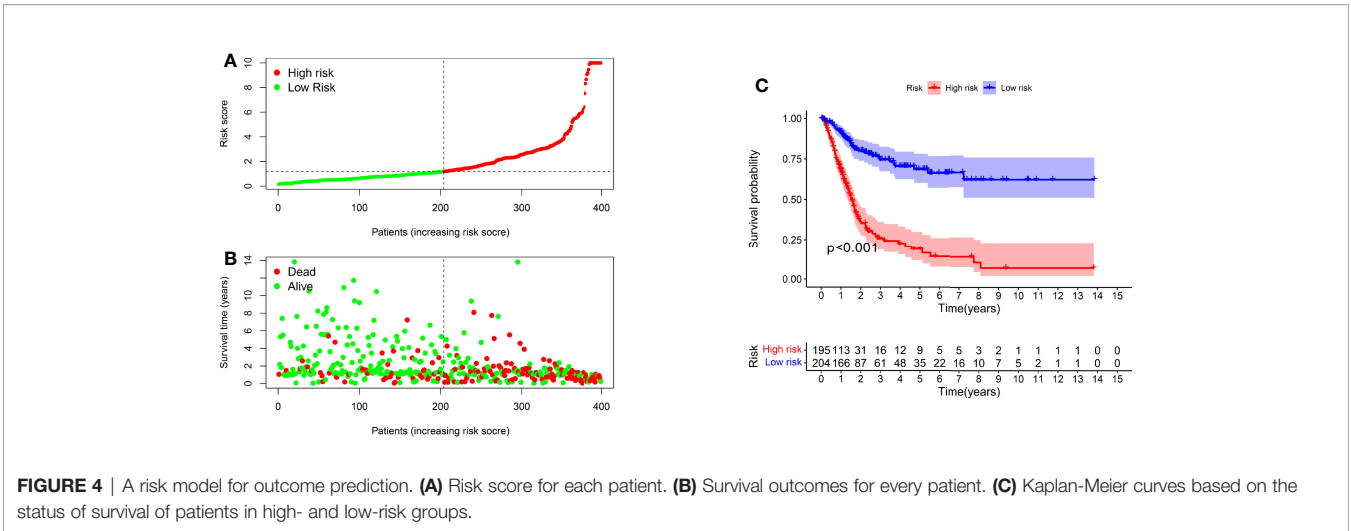 A
High risk
Low Risk
Risk score
10
8
6
4
2
0
0 100 200 300 400
Patients (increasing risk socre)
B
Dead
Alive
Survival time (years)
14
12
10
8
6
4
2
0
0 100 200 300 400
Patients (increasing risk socre)
C
Risk High risk Low risk
Survival probability
1.00
0.75
0.50
0.25
0.00
p<0.001
0 1 2 3 4 5 6 7 8 9 10 11 12 13 14 15
Time(years)
Risk
High risk 195 113 31 16 12 9 5 5 3 2 1 1 1 1 0 0
Low risk 204 166 87 61 48 35 22 16 10 7 5 2 1 1 0 0
0 1 2 3 4 5 6 7 8 9 10 11 12 13 14 15
Time(years)
FIGURE 4 | A risk model for outcome prediction. (A) Risk score for each patient. (B) Survival outcomes for every patient. (C) Kaplan-Meier curves based on the
status of survival of patients in high- and low-risk groups.